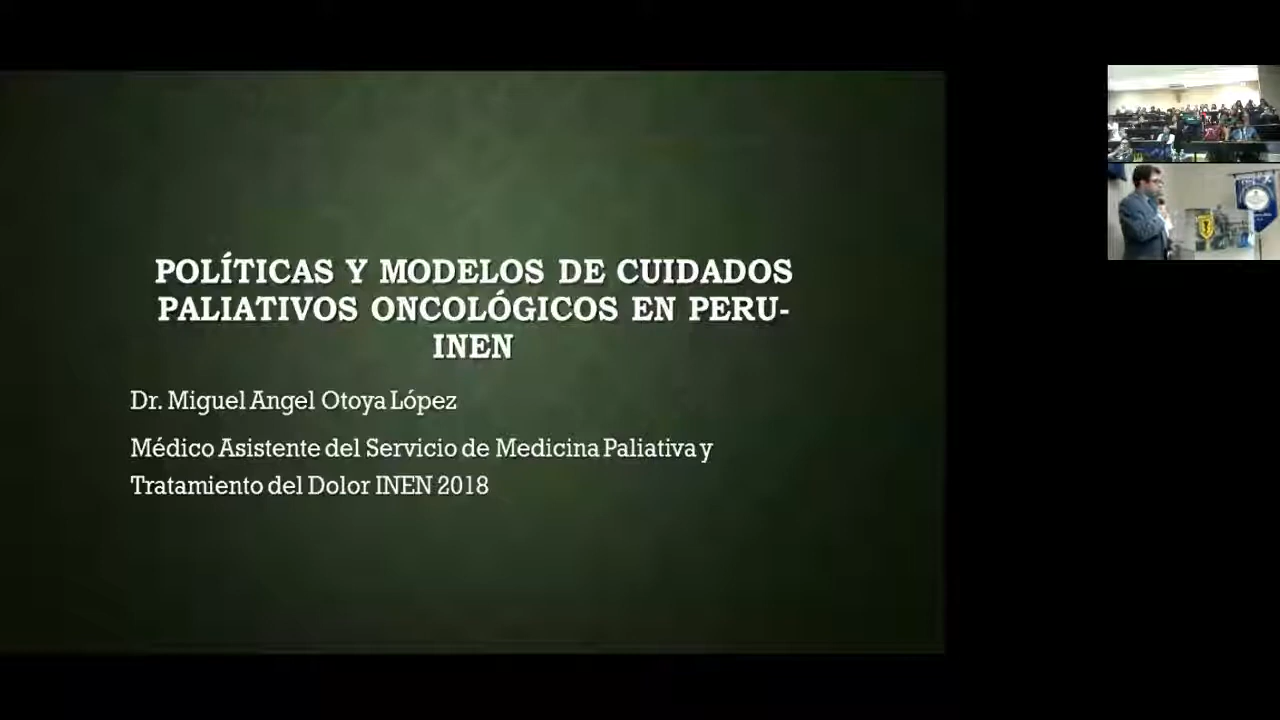 POLÍTICAS Y MODELOS DE CUIDADOS
PALIATIVOS ONCOLÓGICOS EN PERU-
INEN
Dr. Miguel Angel Otoya López
Médico Asistente del Servicio de Medicina Paliativa y
Tratamiento del Dolor INEN 2018